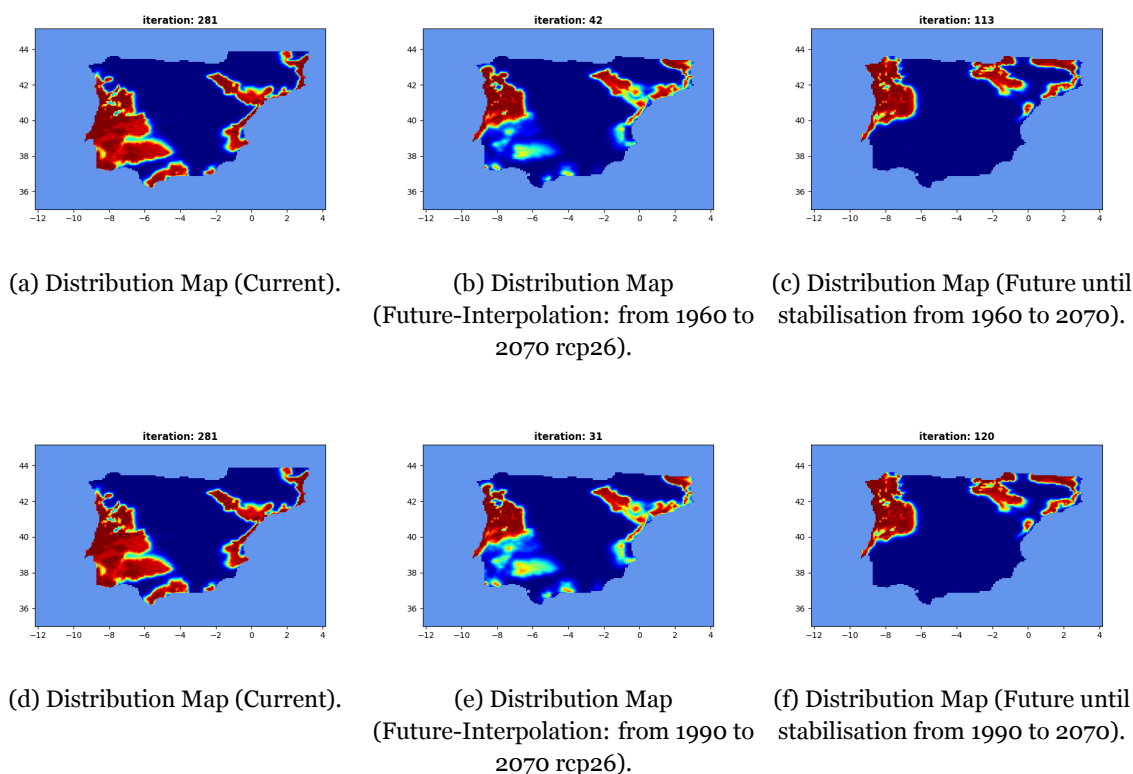 iteration: 281
iteration: 42
iteration: 113
44
42
40
38
36
−12 −10 −8 −6 −4 −2 0 2 4
44
42
40
38
36
−12 −10 −8 −6 −4 −2 0 2 4
44
42
40
38
36
−12 −10 −8 −6 −4 −2 0 2 4
(a) Distribution Map (Current).
(b) Distribution Map
(Future-Interpolation: from 1960 to
2070 rcp26).
(c) Distribution Map (Future until
stabilisation from 1960 to 2070).
iteration: 281
iteration: 31
iteration: 120
44
42
40
38
36
−12 −10 −8 −6 −4 −2 0 2 4
44
42
40
38
36
−12 −10 −8 −6 −4 −2 0 2 4
44
42
40
38
36
−12 −10 −8 −6 −4 −2 0 2 4
(d) Distribution Map (Current).
(e) Distribution Map
(Future-Interpolation: from 1990 to
2070 rcp26).
(f) Distribution Map (Future until
stabilisation from 1990 to 2070).